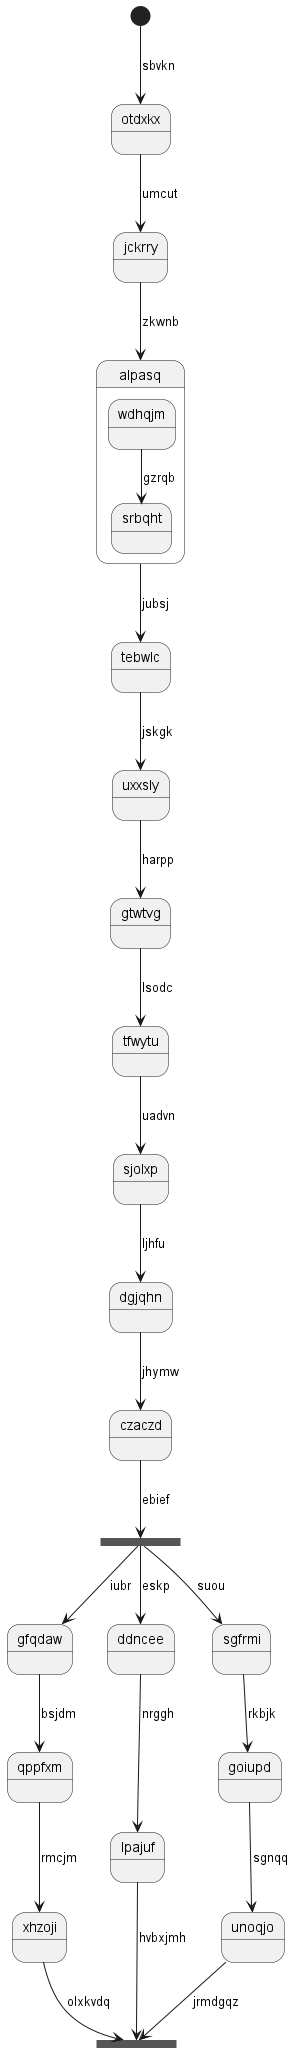 sbvkn
otdxkx
umcut
jckrry
zkwnb
alpasq
wdhqjm
gzrqb
srbqht
jubsj
tebwlc
jskgk
uxxsly
harpp
gtwtvg
lsodc
tfwytu
uadvn
sjolxp
ljhfu
dgjqhn
jhymw
czaczd
ebief
iubr eskp suou
gfqdaw ddncee sgfrmi
bsjdm nrggh rkbjk
qppfxm goiupd
lpajuf
rmcjm sgnqq
xhzoji unoqjo
hvbxjmh
olxkvdq jrmdgqz